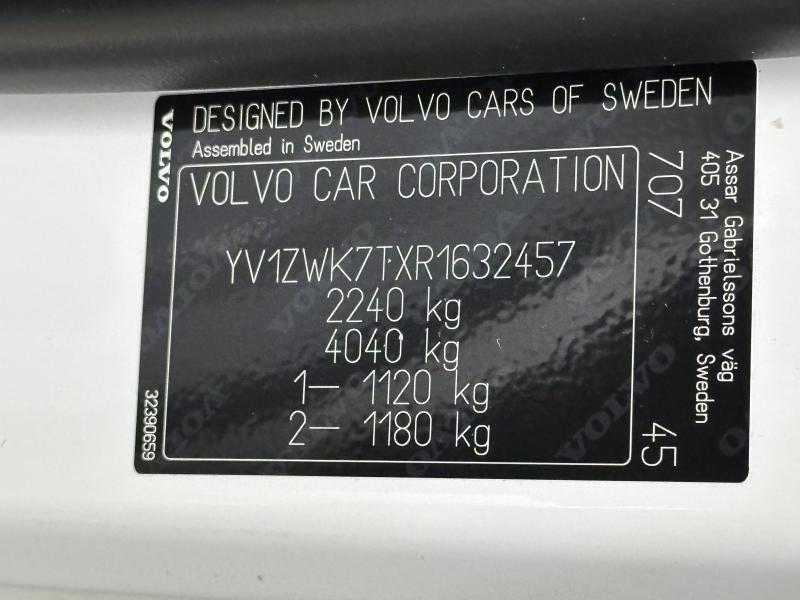 VOLVO
DESIGNED BY VOLVO CARS OF SWEDEN
Assembled in Sweden
VOLVO CAR CORPORATION
YV1ZWK7TXR1632457
2240 kg
4040 kg
1– 1120 kg
2– 1180 kg
707
45
Assar Gabrielssons väg
405 31 Gothenburg, Sweden
32390659